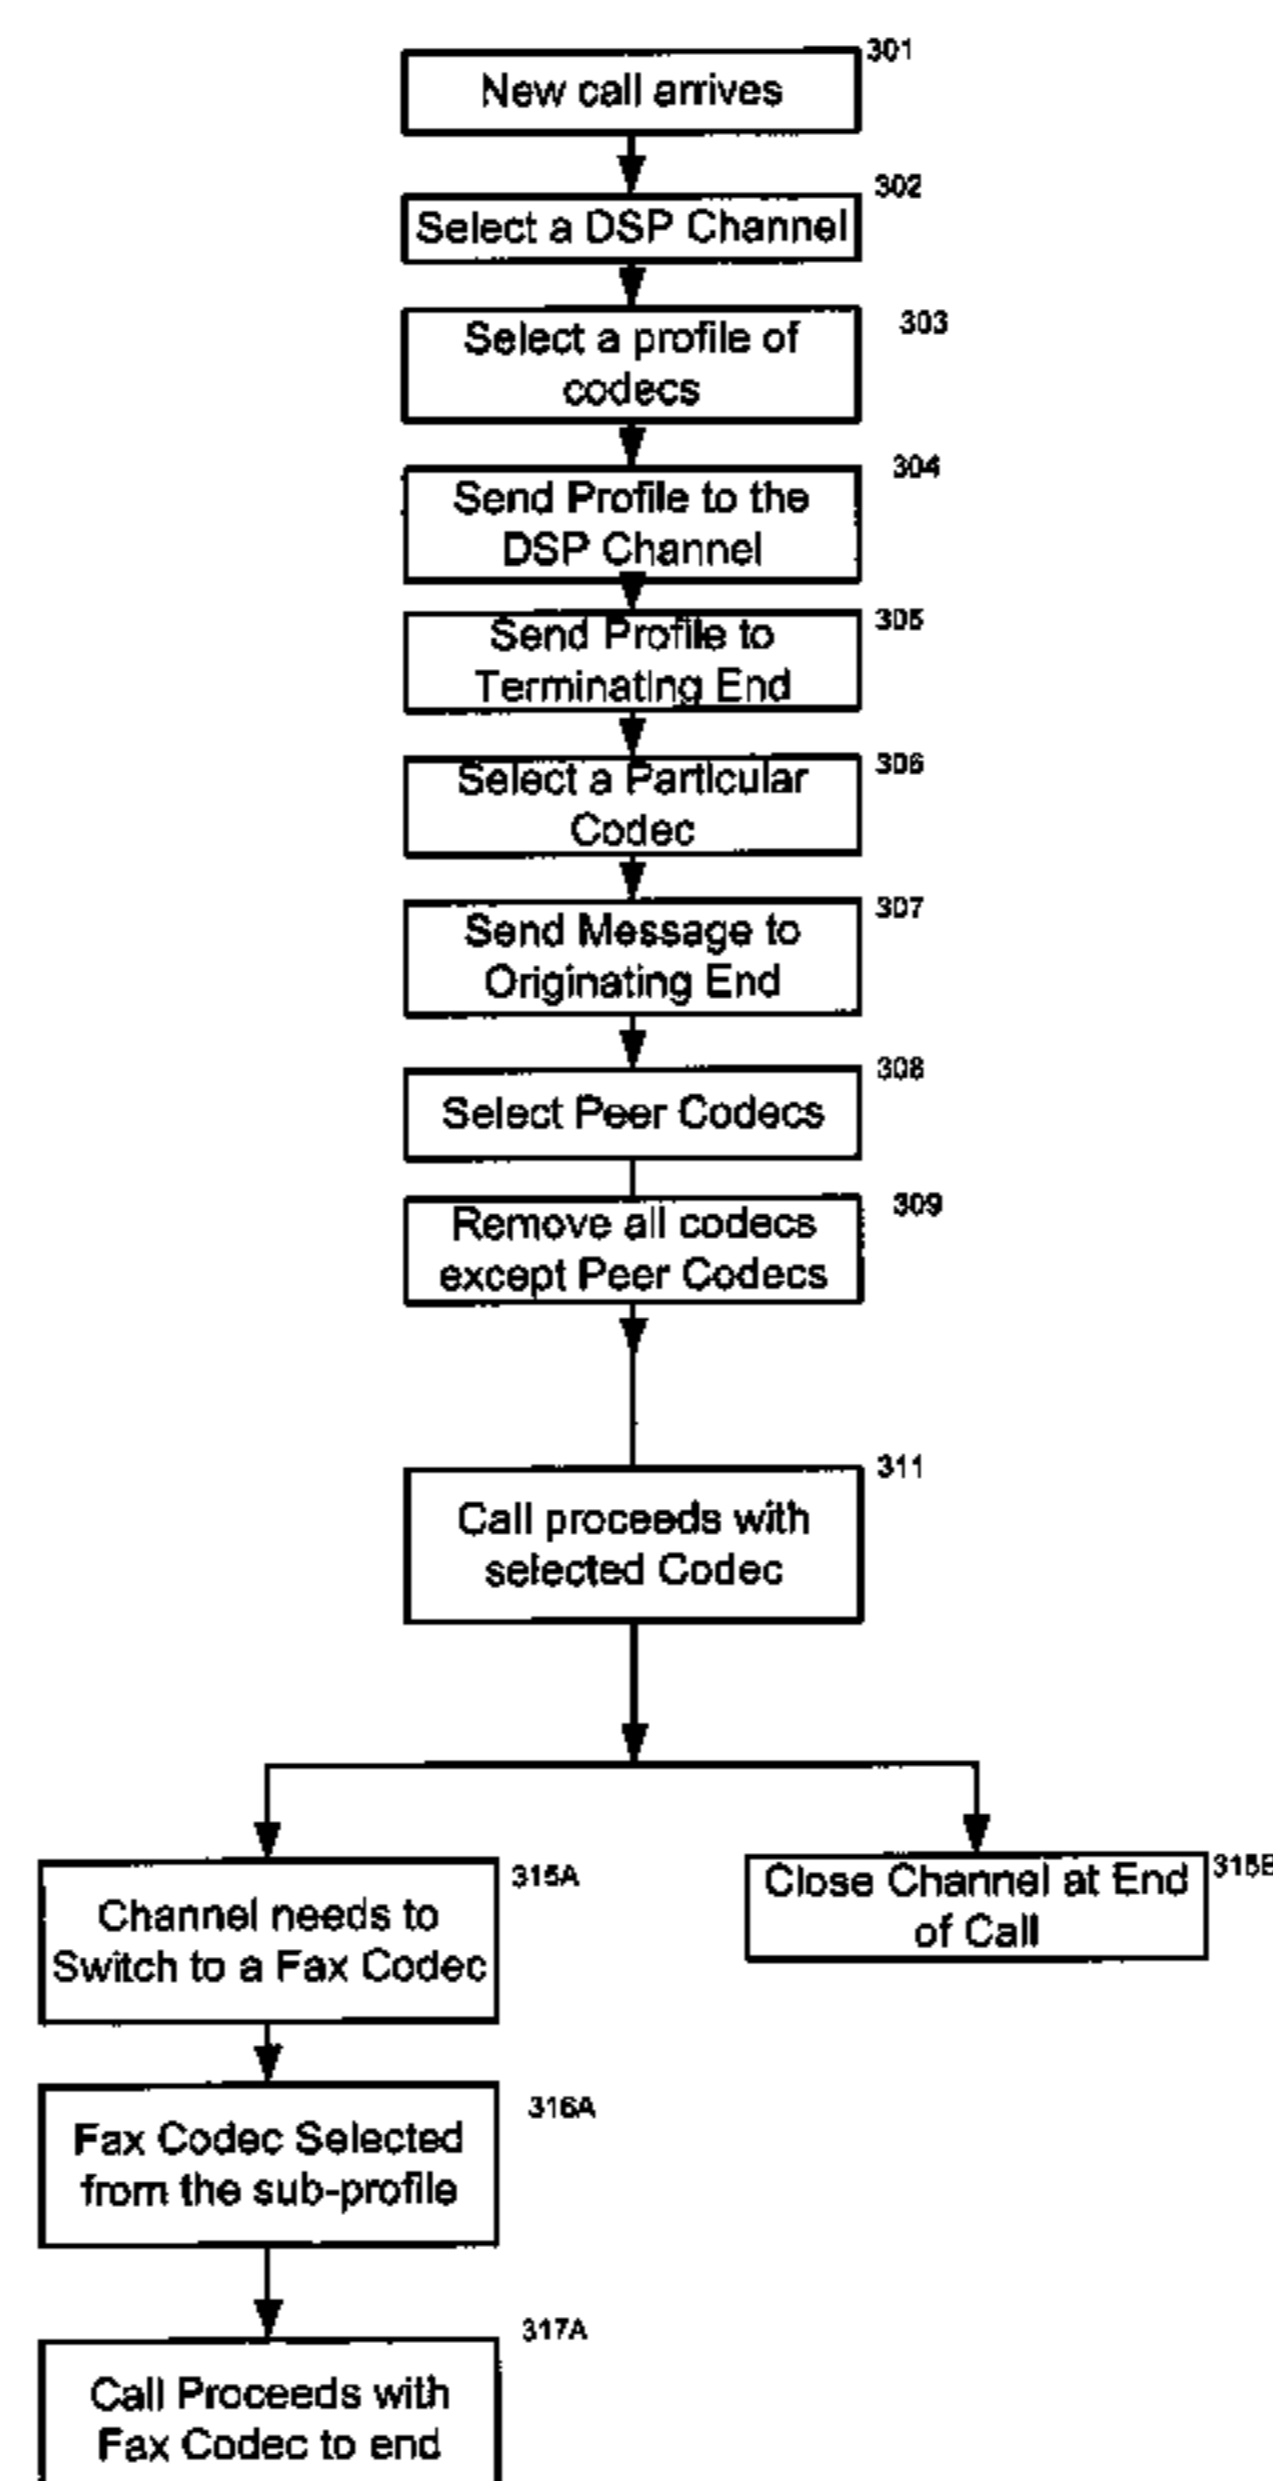 301
New call arrives
302
Select a DSP Channel
303
Select a profile of
codecs
304
Send Profile to the
DSP Channel
305
Send Profile to
Terminating End
306
Select a Particular
Codec
307
Send Message to
Originating End
308
Select Peer Codecs
309
Remove all codecs
except Peer Codecs
311
Call proceeds with
selected Codec
315A
Channel needs to
Switch to a Fax Codec
315B
Close Channel at End
of Call
316A
Fax Codec Selected
from the sub-profile
317A
Call Proceeds with
Fax Codec to end